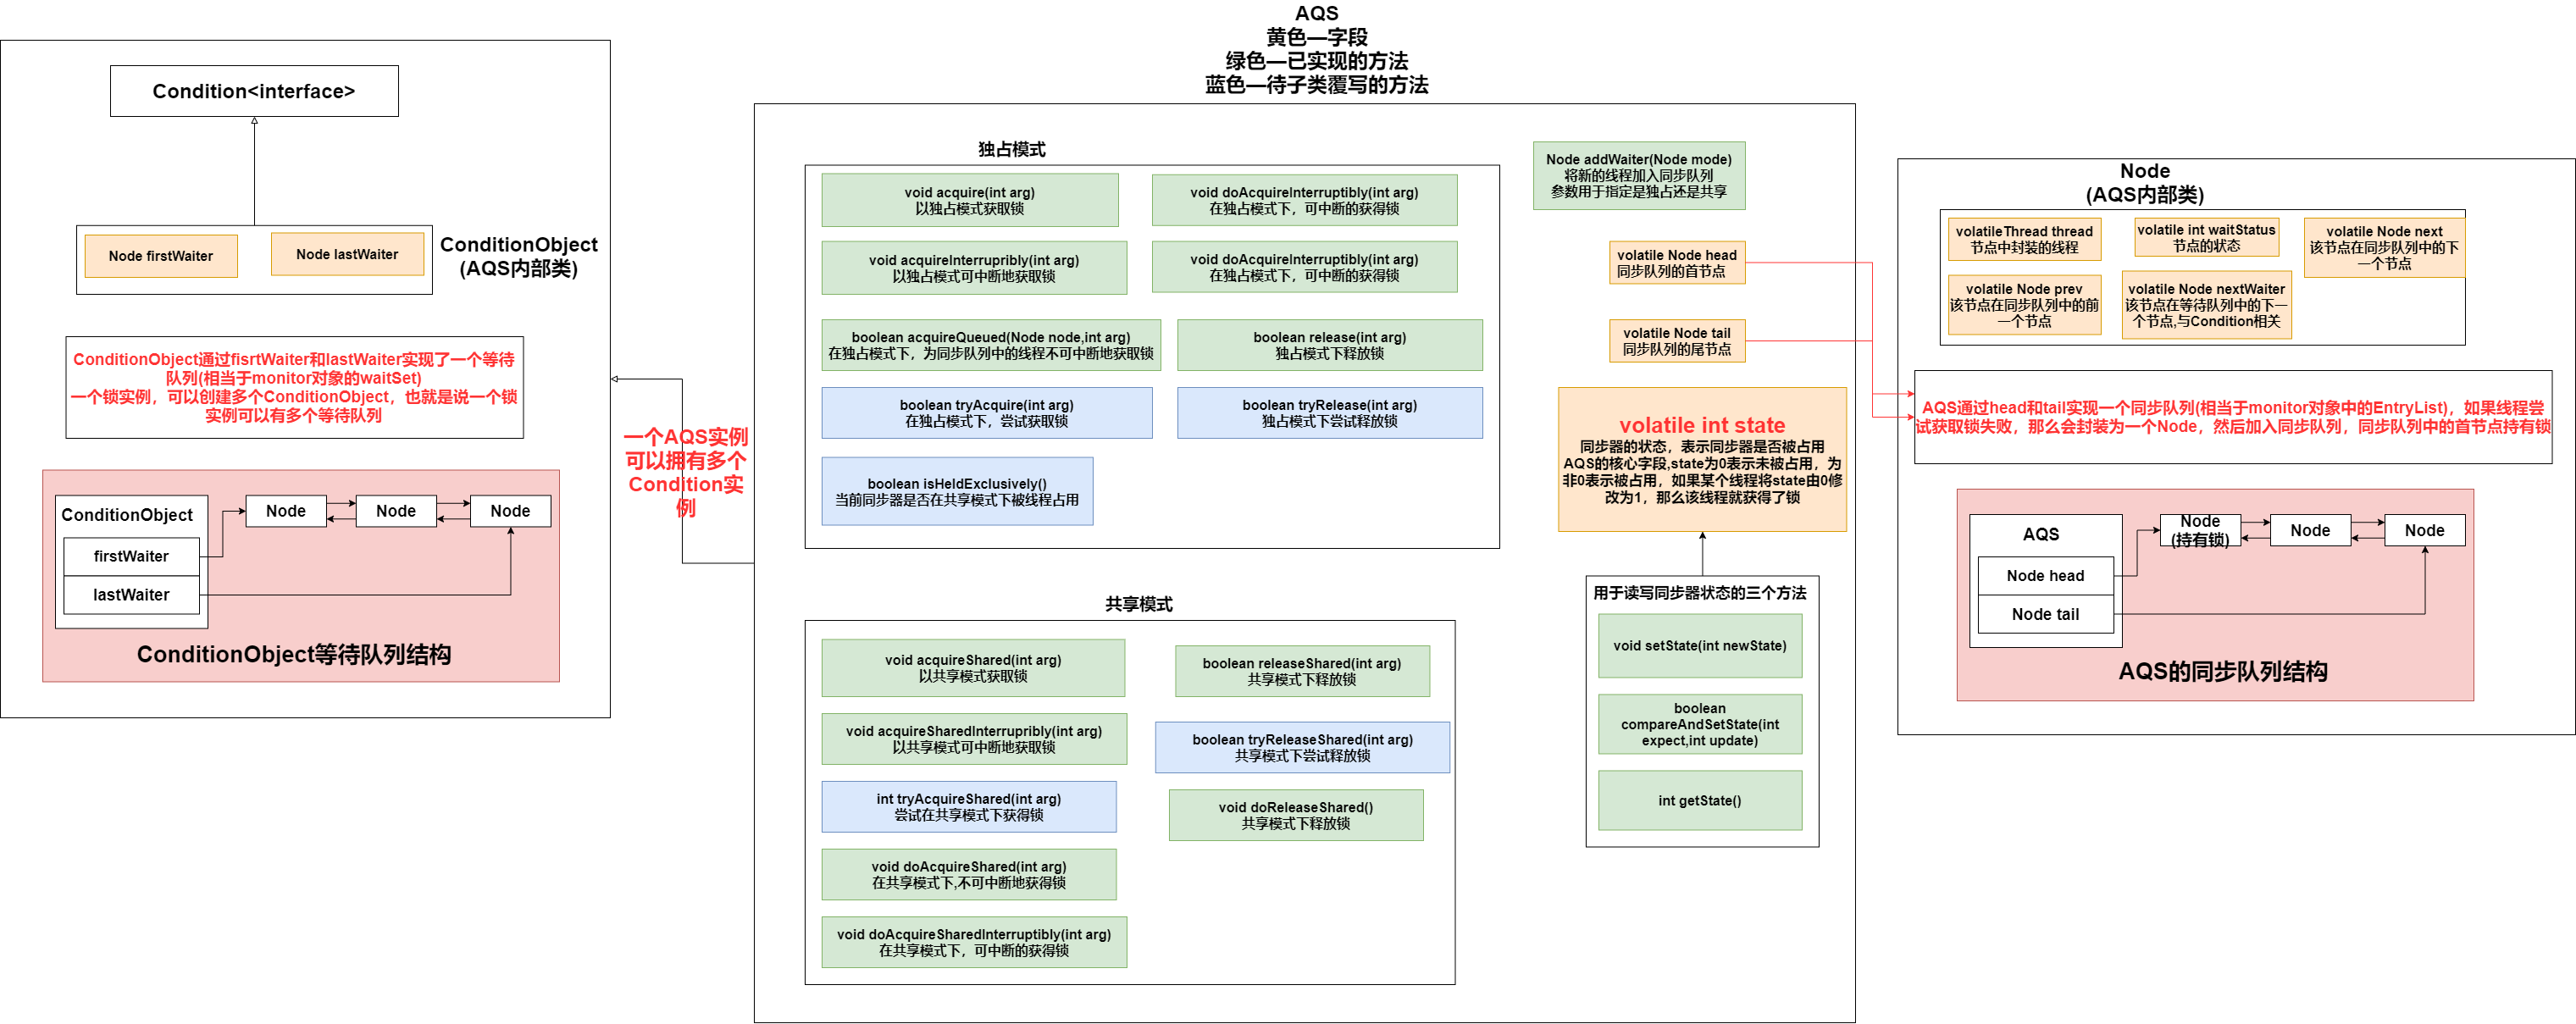 AQS
黄色—字段
绿色—已实现的方法
蓝色—待子类覆写的方法
Condition<interface>
Node firstWaiter
Node lastWaiter
ConditionObject
(AQS内部类)
ConditionObject通过fisrtWaiter和lastWaiter实现了一个等待
队列(相当于monitor对象的waitSet)
一个锁实例，可以创建多个ConditionObject，也就是说一个锁
实例可以有多个等待队列
ConditionObject
firstWaiter
lastWaiter
Node
Node
Node
ConditionObject等待队列结构
一个AQS实例
可以拥有多个
Condition实
例
独占模式
void acquire(int arg)
以独占模式获取锁
void doAcquireInterruptibly(int arg)
在独占模式下，可中断的获得锁
void acquireInterrupribly(int arg)
以独占模式可中断地获取锁
void doAcquireInterruptibly(int arg)
在独占模式下，可中断的获得锁
boolean acquireQueued(Node node,int arg)
在独占模式下，为同步队列中的线程不可中断地获取锁
boolean release(int arg)
独占模式下释放锁
boolean tryAcquire(int arg)
在独占模式下，尝试获取锁
boolean tryRelease(int arg)
独占模式下尝试释放锁
boolean isHeldExclusively()
当前同步器是否在共享模式下被线程占用
共享模式
void acquireShared(int arg)
以共享模式获取锁
boolean releaseShared(int arg)
共享模式下释放锁
void acquireSharedInterrupribly(int arg)
以共享模式可中断地获取锁
boolean tryReleaseShared(int arg)
共享模式下尝试释放锁
int tryAcquireShared(int arg)
尝试在共享模式下获得锁
void doReleaseShared()
共享模式下释放锁
void doAcquireShared(int arg)
在共享模式下,不可中断地获得锁
void doAcquireSharedInterruptibly(int arg)
在共享模式下，可中断的获得锁
Node addWaiter(Node mode)
将新的线程加入同步队列
参数用于指定是独占还是共享
volatile Node head
同步队列的首节点
volatile Node tail
同步队列的尾节点
volatile int state
同步器的状态，表示同步器是否被占用
AQS的核心字段,state为0表示未被占用，为
非0表示被占用，如果某个线程将state由0修
改为1，那么该线程就获得了锁
用于读写同步器状态的三个方法
void setState(int newState)
boolean
compareAndSetState(int
expect,int update)
int getState()
Node
(AQS内部类)
volatileThread thread
节点中封装的线程
volatile int waitStatus
节点的状态
volatile Node next
该节点在同步队列中的下
一个节点
volatile Node prev
该节点在同步队列中的前
一个节点
volatile Node nextWaiter
该节点在等待队列中的下一
个节点,与Condition相关
AQS通过head和tail实现一个同步队列(相当于monitor对象中的EntryList)，如果线程尝
试获取锁失败，那么会封装为一个Node，然后加入同步队列，同步队列中的首节点持有锁
AQS
Node head
Node tail
Node
(持有锁)
Node
Node
AQS的同步队列结构